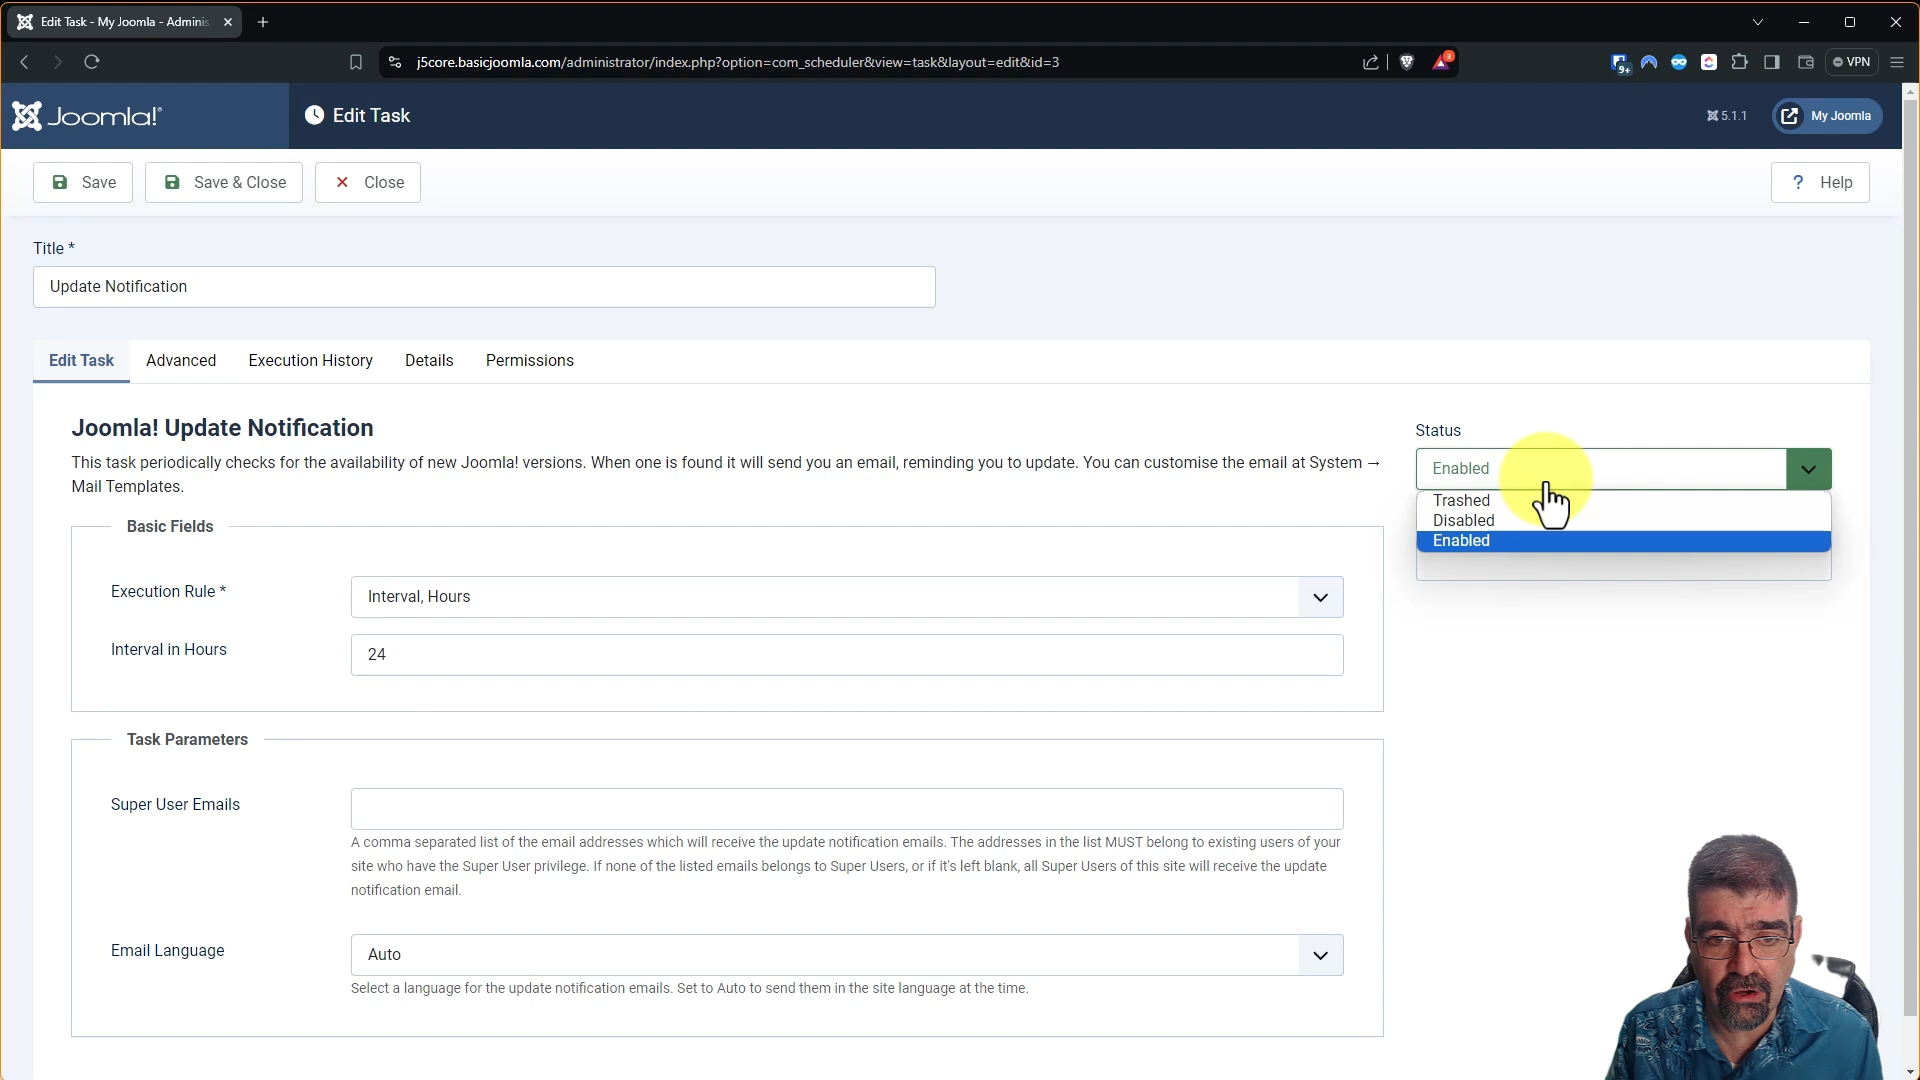 Edit Task - My Joomla - Adminis
j5core.basicjoomla.com/administrator/index.php?option=com_scheduler&view=task&layout=edit&id=3
3
9+
VPN
Joomla!
Edit Task
5.1.1
My Joomla
Save
Save & Close
Close
? Help
Title *
Update Notification
Edit Task
Advanced
Execution History
Details
Permissions
Joomla! Update Notification
This task periodically checks for the availability of new Joomla! versions. When one is found it will send you an email, reminding you to update. You can customise the email at System →
Mail Templates.
Status
Enabled
Trashed
Disabled
Enabled
Basic Fields
Execution Rule *
Interval, Hours
Interval in Hours
24
Task Parameters
Super User Emails
A comma separated list of the email addresses which will receive the update notification emails. The addresses in the list MUST belong to existing users of your
site who have the Super User privilege. If none of the listed emails belongs to Super Users, or if it's left blank, all Super Users of this site will receive the update
notification email.
Email Language
Auto
Select a language for the update notification emails. Set to Auto to send them in the site language at the time.